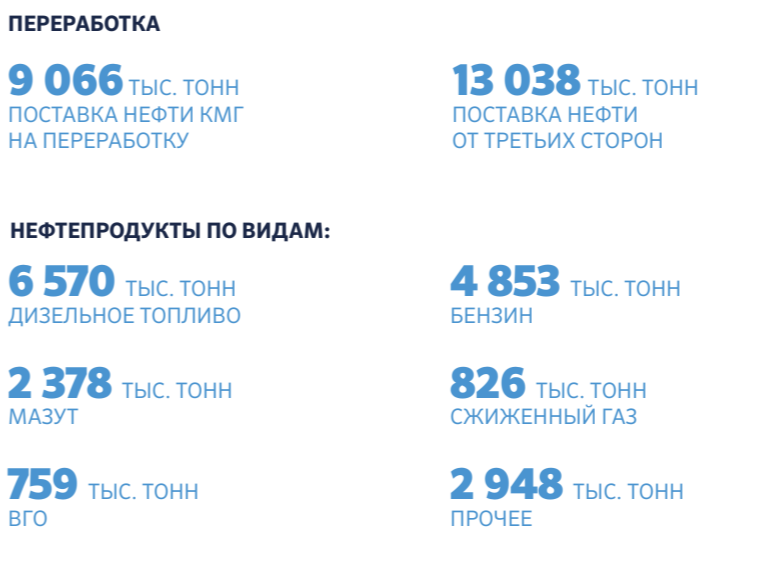 ПЕРЕРАБОТКА
9 066 ТЫС. ТОНН
ПОСТАВКА НЕФТИ КМГ
НА ПЕРЕРАБОТКУ
13 038 ТЫС. ТОНН
ПОСТАВКА НЕФТИ
ОТ ТРЕТЬИХ СТОРОН
НЕФТЕПРОДУКТЫ ПО ВИДАМ:
6 570 ТЫС. ТОНН
ДИЗЕЛЬНОЕ ТОПЛИВО
4 853 ТЫС. ТОНН
БЕНЗИН
2 378 ТЫС. ТОНН
МАЗУТ
826 ТЫС. ТОНН
СЖИЖЕННЫЙ ГАЗ
759 ТЫС. ТОНН
ВГО
2 948 ТЫС. ТОНН
ПРОЧЕЕ